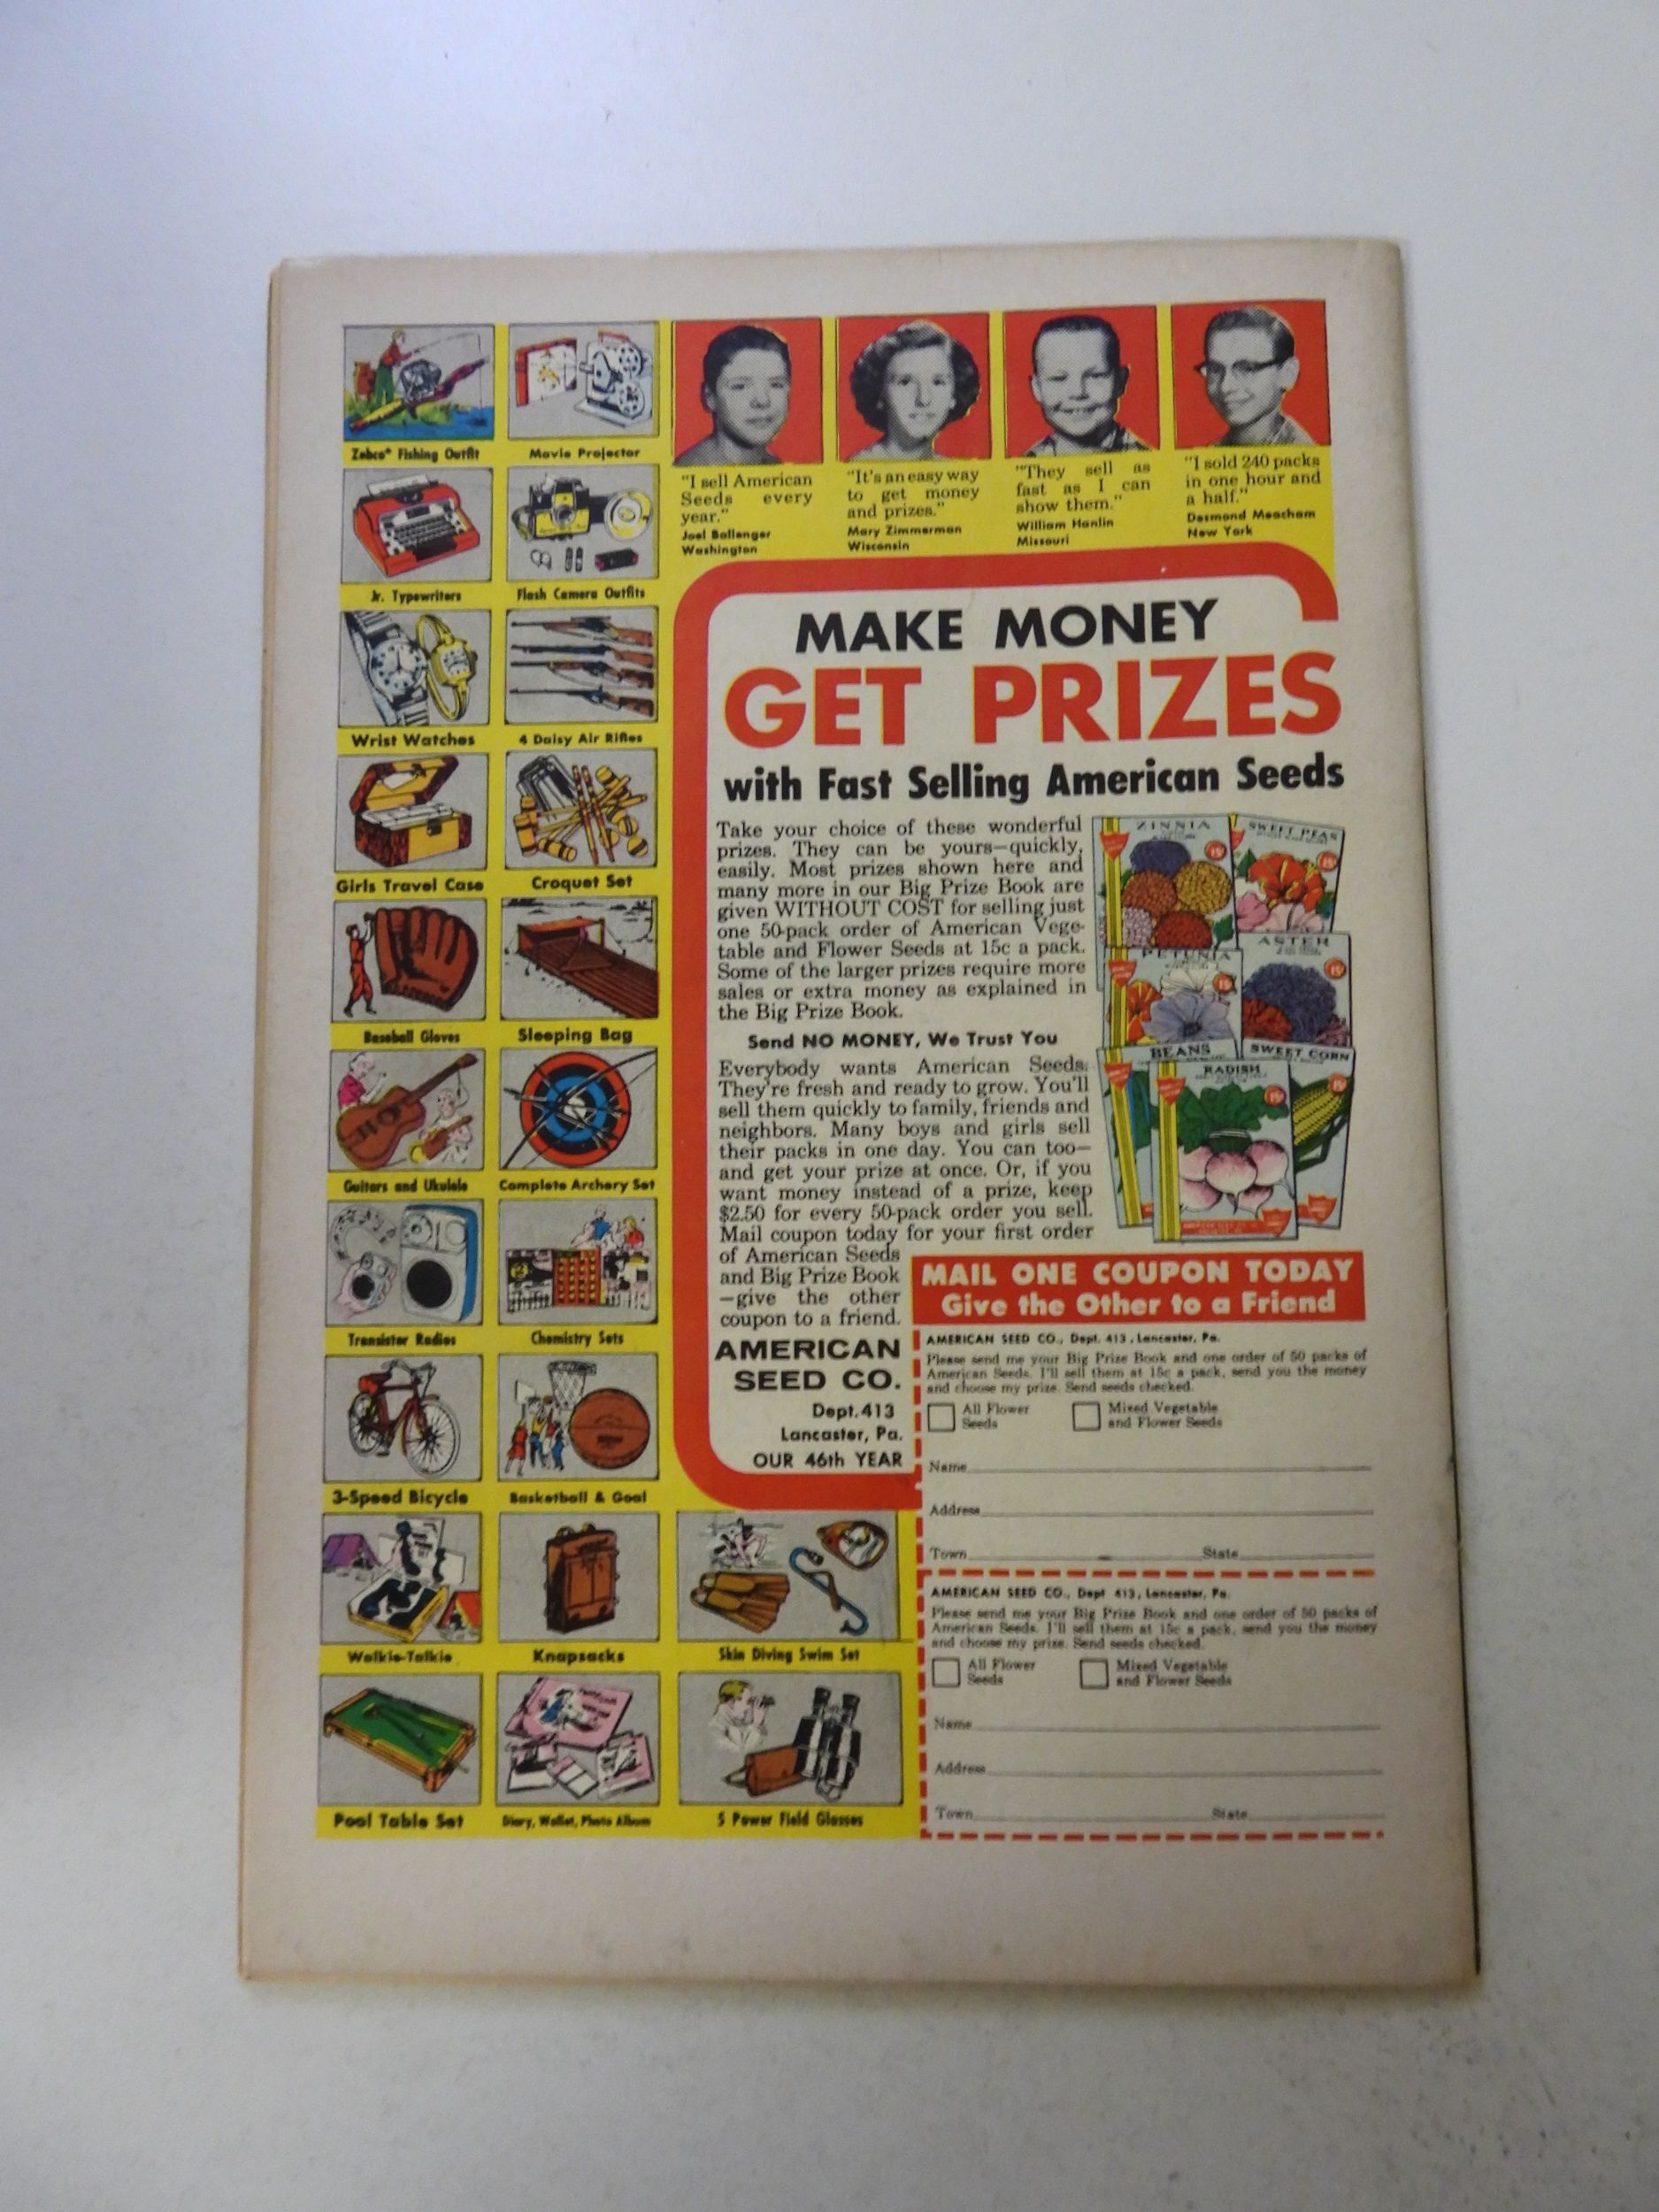 Zebco* Fishing Outfit
Movie Projector
Jr. Typewriters
Flash Camera Outfits
Wrist Watches
4 Daisy Air Rifles
Girls Travel Case
Croquet Set
Baseball Gloves
Sleeping Bag
Guitars and Ukulele
Complete Archery Set
Transistor Radios
Chemistry Sets
3-Speed Bicycle
Basketball & Goal
Walkie-Talkie
Knapsacks
Skin Diving Swim Set
Pool Table Set
Diary, Wallet, Photo Album
5 Power Field Glasses
"I sell American
Seeds every
year."
Joel Ballenger
Washington
"It's an easy way
to get money
and prizes."
Mary Zimmerman
Wisconsin
"They sell as
fast as I can
show them."
William Hanlin
Missouri
"I sold 240 packs
in one hour and
a half."
Desmond Meacham
New York
MAKE MONEY
GET PRIZES
with Fast Selling American Seeds
Take your choice of these wonderful
prizes. They can be yours—quickly,
easily. Most prizes shown here and
many more in our Big Prize Book are
given WITHOUT COST for selling just
one 50-pack order of American Vege-
table and Flower Seeds at 15c a pack.
Some of the larger prizes require more
sales or extra money as explained in
the Big Prize Book.
Send NO MONEY, We Trust You
Everybody wants American Seeds.
They're fresh and ready to grow. You'll
sell them quickly to family, friends and
neighbors. Many boys and girls sell
their packs in one day. You can too—
and get your prize at once. Or, if you
want money instead of a prize, keep
$2.50 for every 50-pack order you sell.
Mail coupon today for your first order
of American Seeds
and Big Prize Book
—give the other
coupon to a friend.
AMERICAN
SEED CO.
Dept. 413
Lancaster, Pa.
OUR 46th YEAR
ZINNIA
15¢
SWEET PEAS
15¢
PETUNIA
15¢
ASTER
15¢
BEANS
SWEET CORN
15¢
RADISH
15¢
MAIL ONE COUPON TODAY
Give the Other to a Friend
AMERICAN SEED CO., Dept. 413, Lancaster, Pa.
Please send me your Big Prize Book and one order of 50 packs of
American Seeds. I'll sell them at 15c a pack, send you the money
and choose my prize. Send seeds checked.
All Flower
Seeds
Mixed Vegetable
and Flower Seeds
Name
Address
Town State
AMERICAN SEED CO., Dept 413, Lancaster, Pa.
Please send me your Big Prize Book and one order of 50 packs of
American Seeds. I'll sell them at 15c a pack, send you the money
and choose my prize. Send seeds checked.
All Flower
Seeds
Mixed Vegetable
and Flower Seeds
Name
Address
Town State